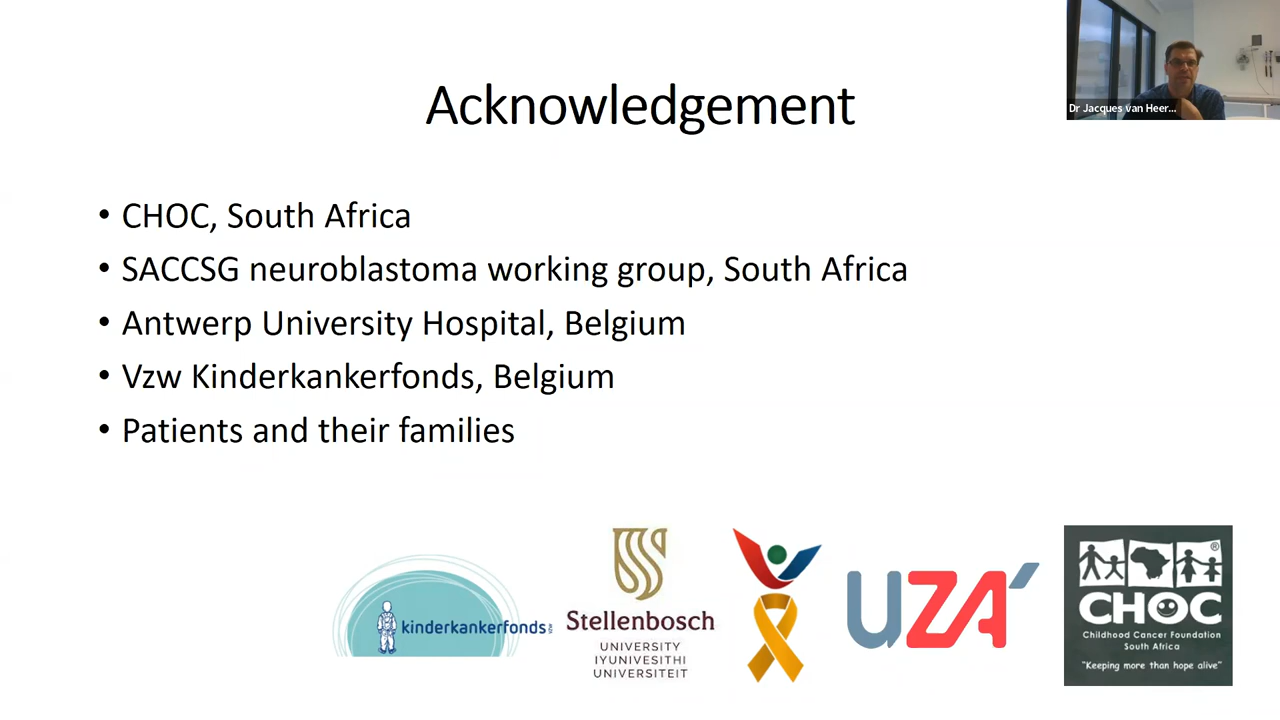 Acknowledgement
Dr Jacques van Heer...
• CHOC, South Africa
• SACCSG neuroblastoma working group, South Africa
• Antwerp University Hospital, Belgium
• Vzw Kinderkankerfonds, Belgium
• Patients and their families
kinderkankerfonds
Stellenbosch
UNIVERSITY
IYUNIVESITHI
UNIVERSITEIT
UZA
®
CHOC
Childhood Cancer Foundation
South Africa
"Keeping more than hope alive"